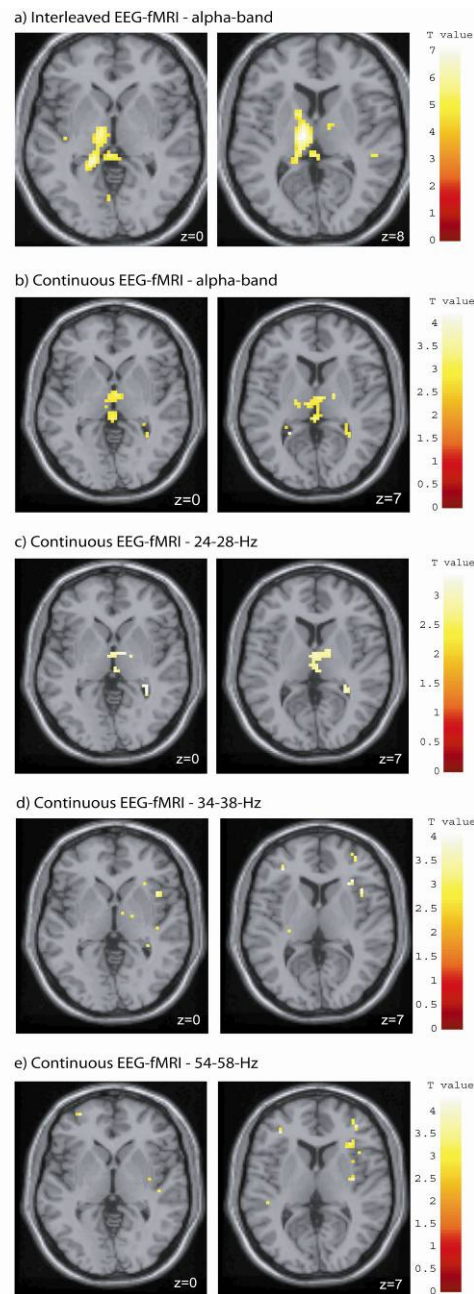 a) Interleaved EEG-fMRI - alpha-band
T value
7
6
5
4
3
2
1
0
z=0
z=8
b) Continuous EEG-fMRI - alpha-band
T value
4
3.5
3
2.5
2
1.5
1
0.5
0
z=0
z=7
c) Continuous EEG-fMRI - 24-28-Hz
T value
3
2.5
2
1.5
1
0.5
0
z=0
z=7
d) Continuous EEG-fMRI - 34-38-Hz
T value
4
3.5
3
2.5
2
1.5
1
0.5
0
z=0
z=7
e) Continuous EEG-fMRI - 54-58-Hz
T value
4
3.5
3
2.5
2
1.5
1
0.5
0
z=0
z=7